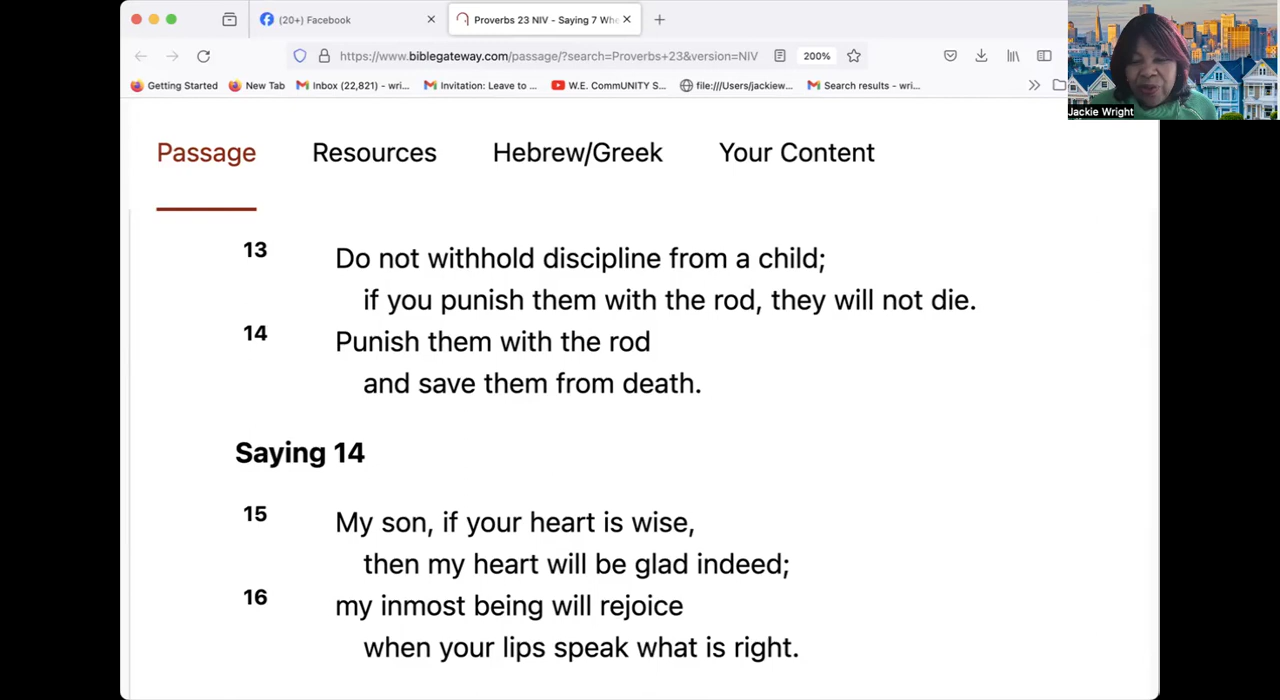 (20+) Facebook
Proverbs 23 NIV - Saying 7 Whe
https://www.biblegateway.com/passage/?search=Proverbs+23&version=NIV
200%
Getting Started
New Tab
Inbox (22,821) - wri...
Invitation: Leave to ...
W.E. CommUNITY S...
file:///Users/jackiew...
Search results - wri...
Jackie Wright
Passage
Resources
Hebrew/Greek
Your Content
13 Do not withhold discipline from a child;
if you punish them with the rod, they will not die.
14 Punish them with the rod
and save them from death.
Saying 14
15 My son, if your heart is wise,
then my heart will be glad indeed;
16 my inmost being will rejoice
when your lips speak what is right.